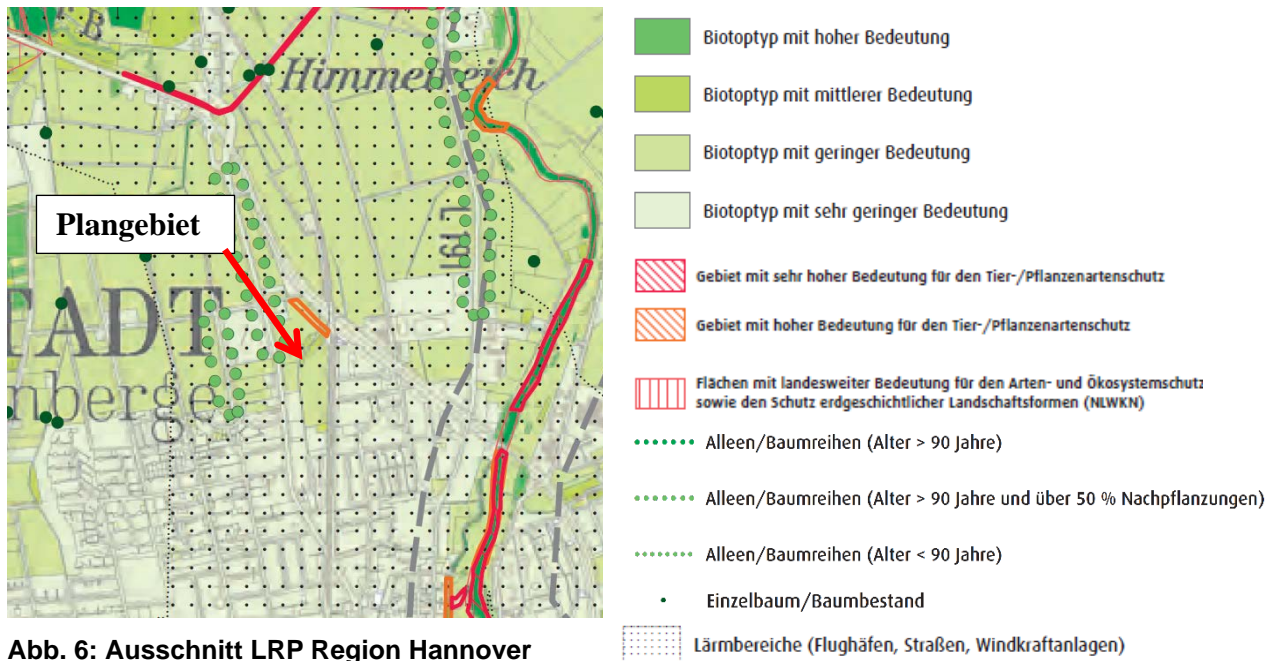 Himmelreich
Plangebiet
L 191
TADT
nberge
B
Abb. 6: Ausschnitt LRP Region Hannover
Biotoptyp mit hoher Bedeutung
Biotoptyp mit mittlerer Bedeutung
Biotoptyp mit geringer Bedeutung
Biotoptyp mit sehr geringer Bedeutung
Gebiet mit sehr hoher Bedeutung für den Tier-/Pflanzenartenschutz
Gebiet mit hoher Bedeutung für den Tier-/Pflanzenartenschutz
Flächen mit landesweiter Bedeutung für den Arten- und Ökosystemschutz
sowie den Schutz erdgeschichtlicher Landschaftsformen (NLWKN)
Alleen/Baumreihen (Alter > 90 Jahre)
Alleen/Baumreihen (Alter > 90 Jahre und über 50 % Nachpflanzungen)
Alleen/Baumreihen (Alter < 90 Jahre)
Einzelbaum/Baumbestand
Lärmbereiche (Flughäfen, Straßen, Windkraftanlagen)